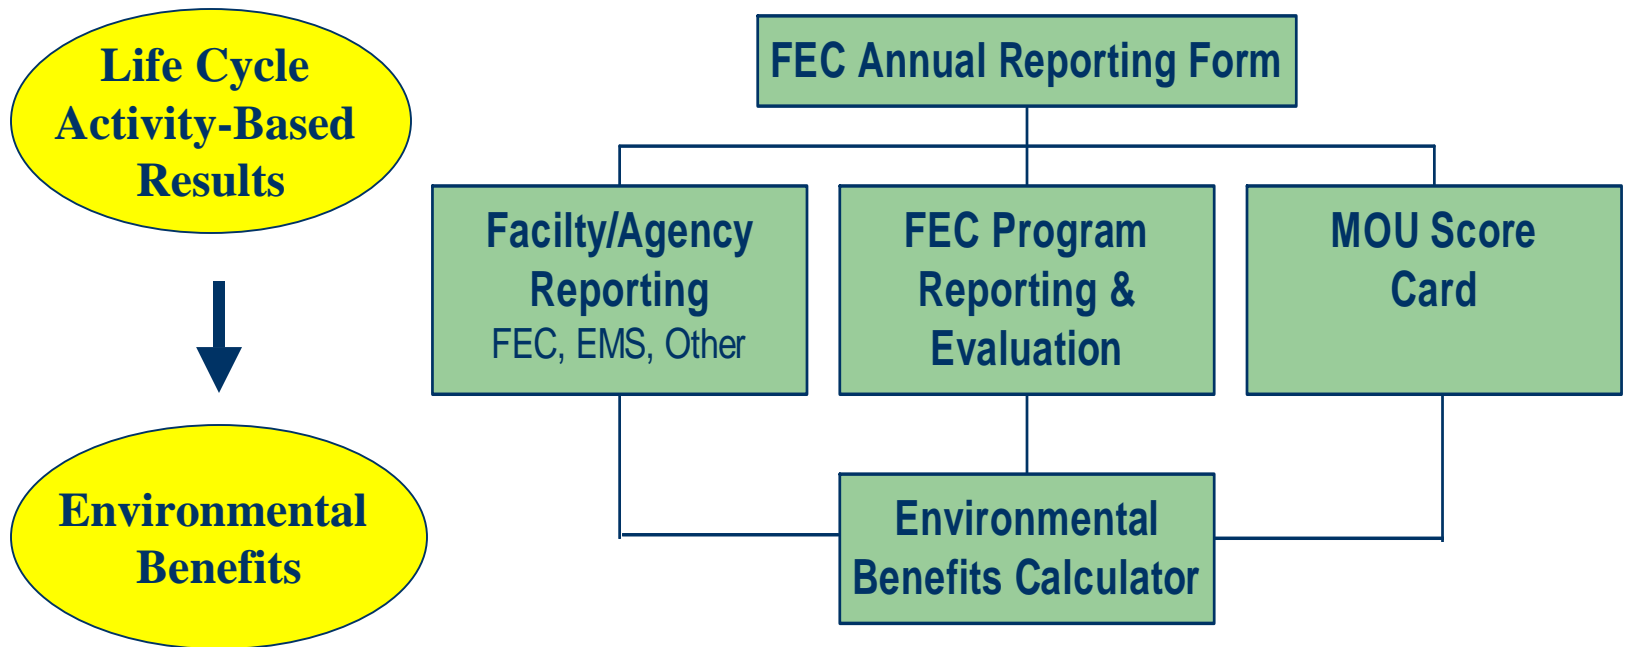 Life Cycle
Activity-Based
Results
Environmental
Benefits
FEC Annual Reporting Form
Facilty/Agency
Reporting
FEC, EMS, Other
FEC Program
Reporting &
Evaluation
MOU Score
Card
Environmental
Benefits Calculator